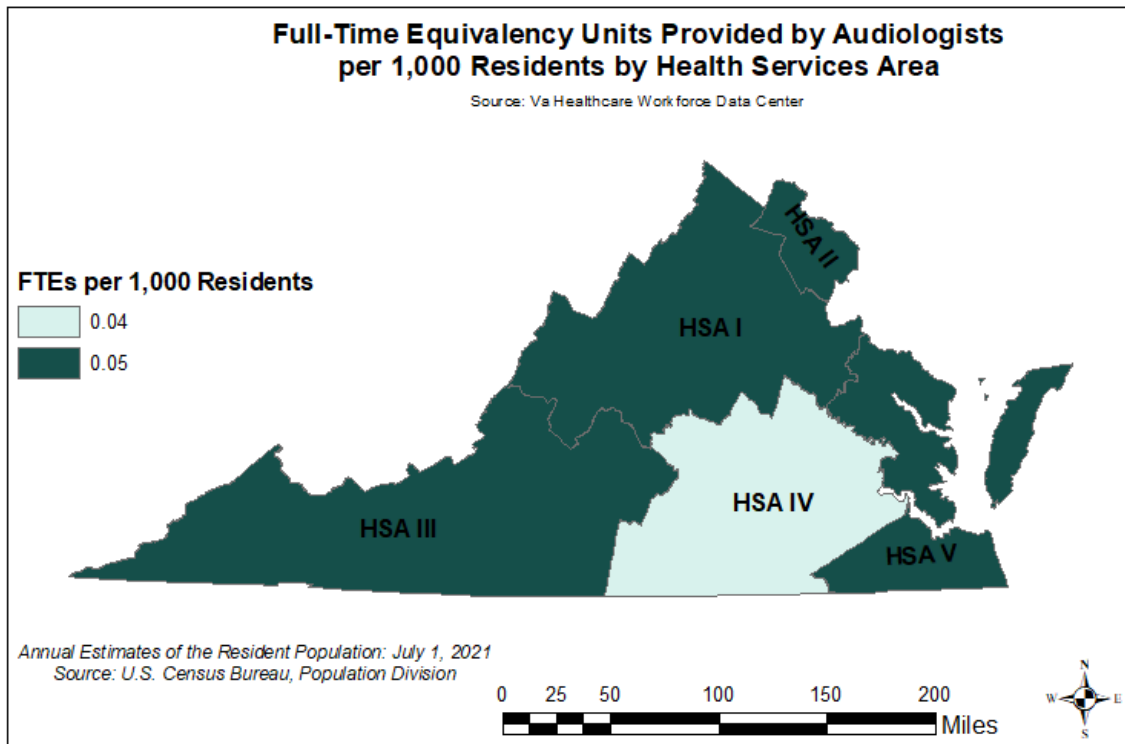 Full-Time Equivalency Units Provided by Audiologists
per 1,000 Residents by Health Services Area
Source: Va Healthcare Workforce Data Center
HSA II
FTEs per 1,000 Residents
0.04
0.05
HSA I
HSA IV
HSA III
HSA V
Annual Estimates of the Resident Population: July 1, 2021
Source: U.S. Census Bureau, Population Division
N
W E
S
0 25 50 100 150 200
Miles